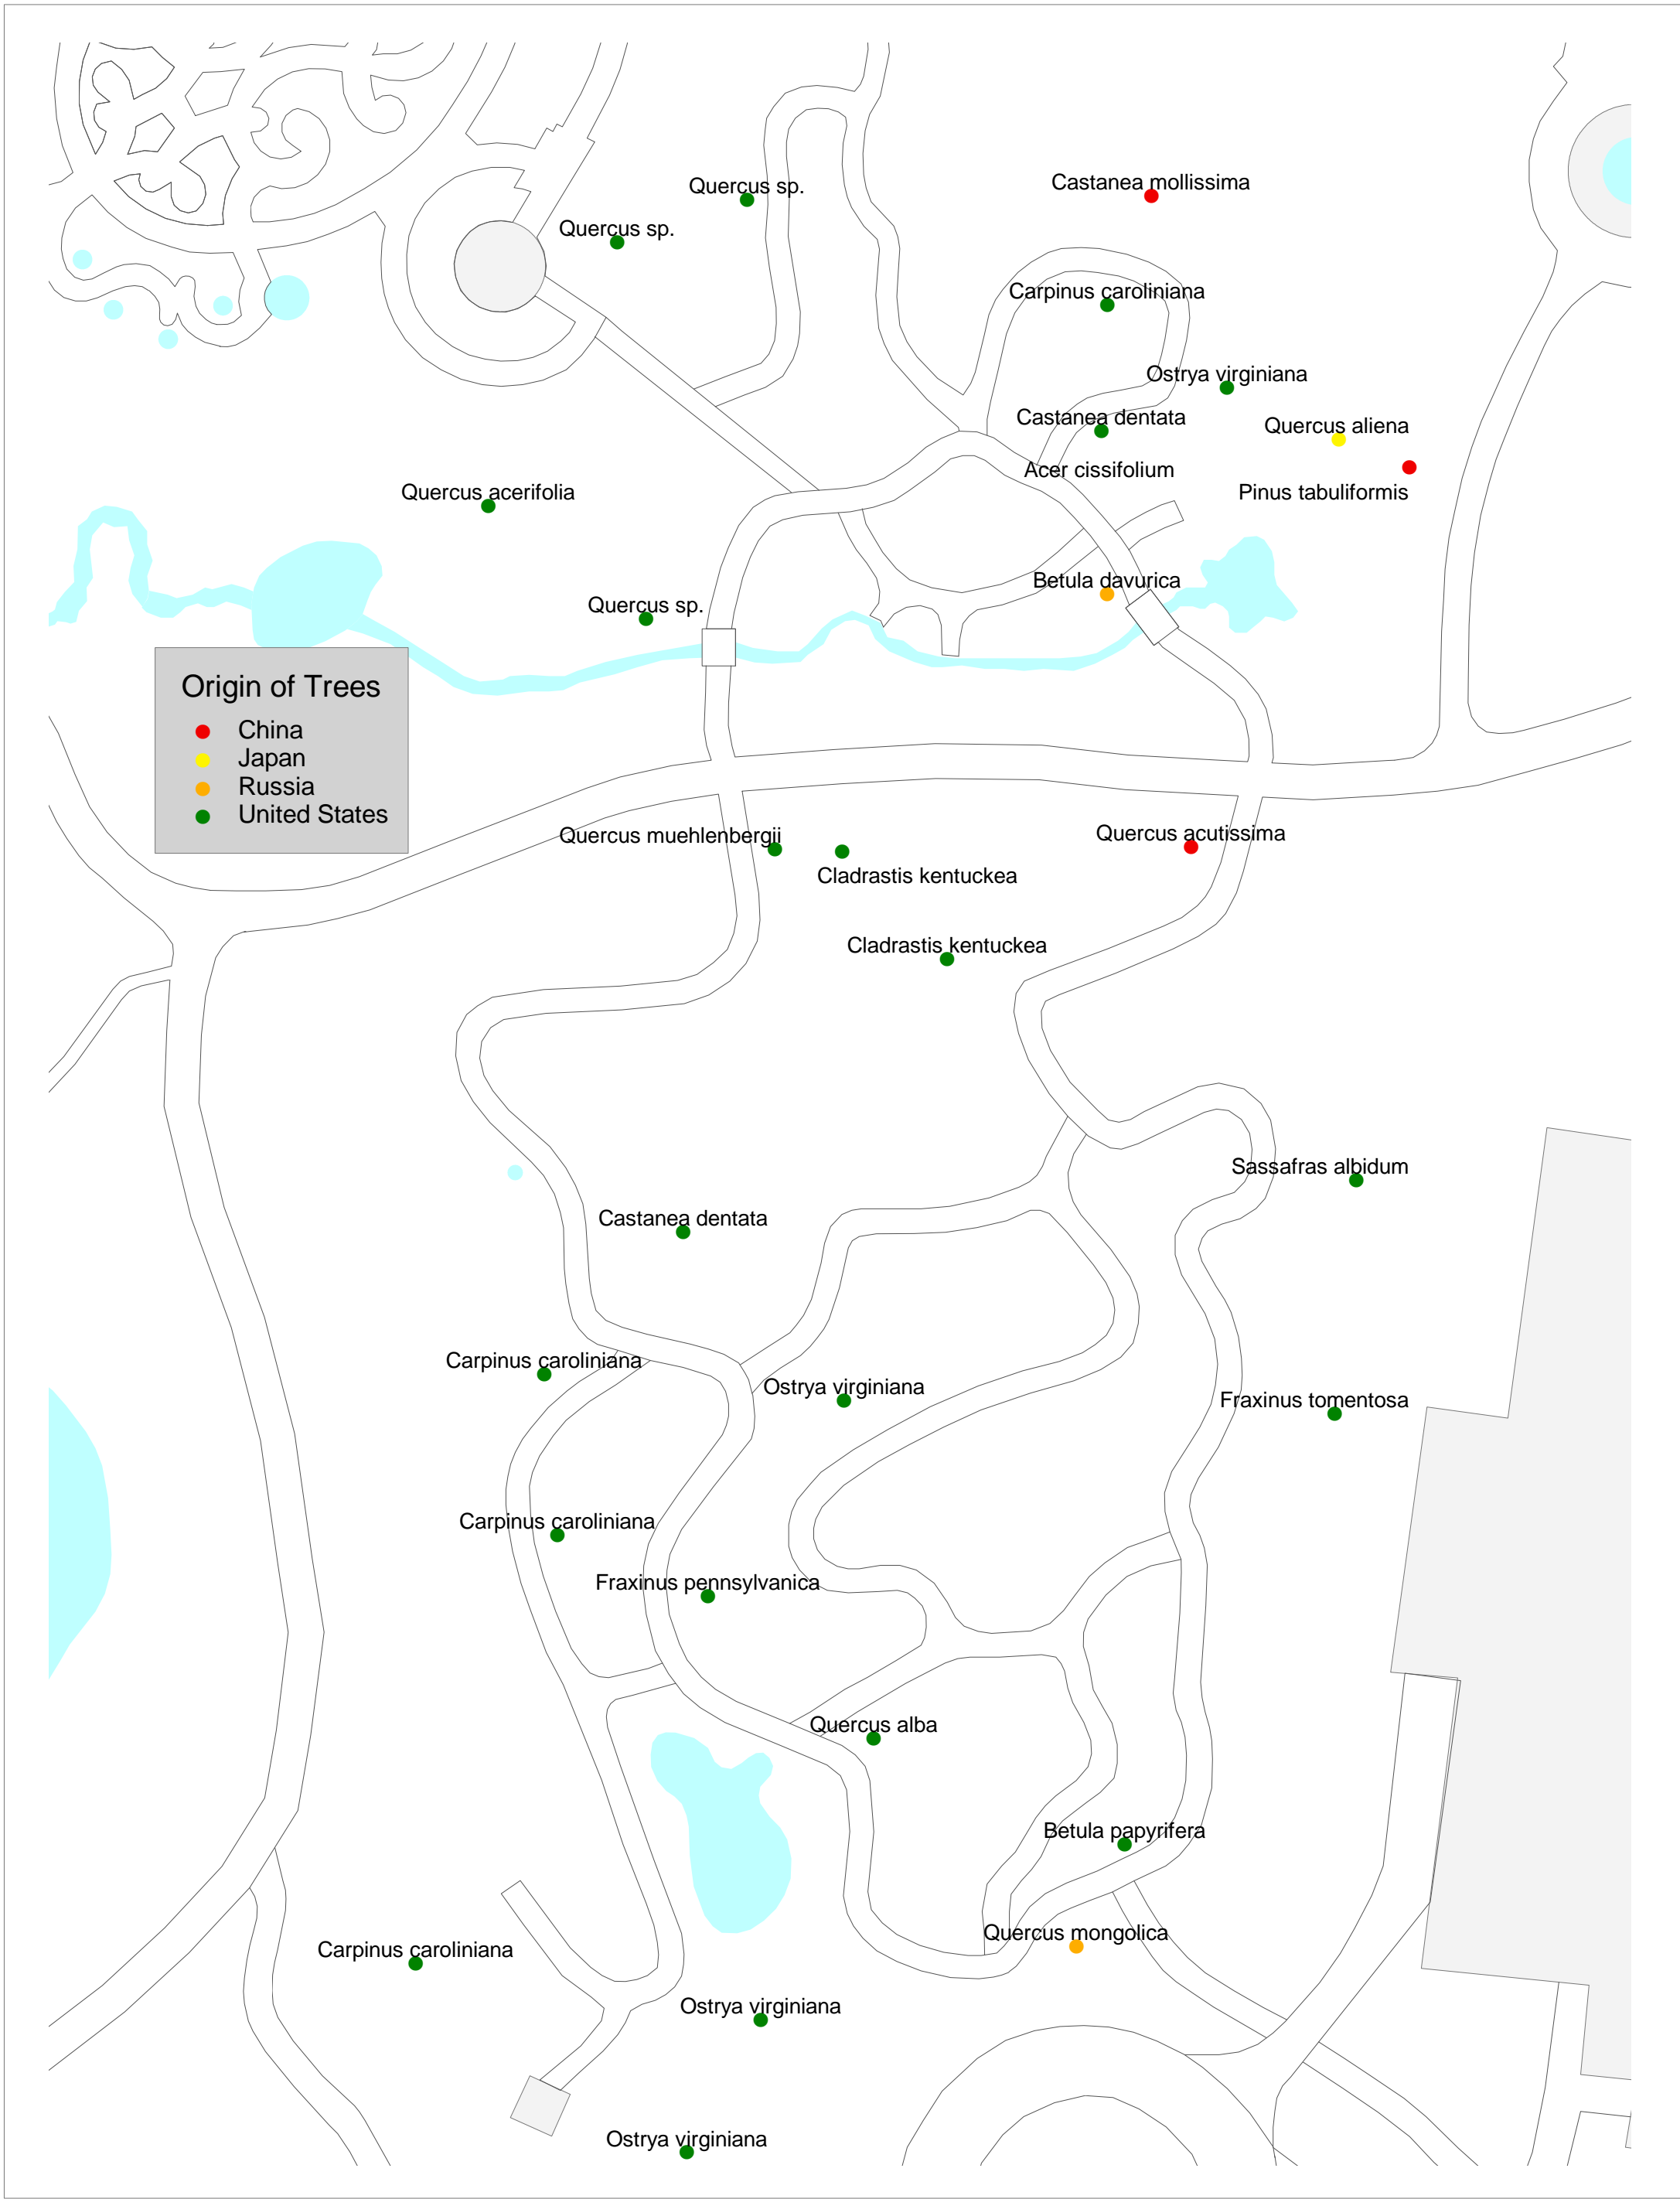 Quercus sp.
Castanea mollissima
Quercus sp.
Carpinus caroliniana
Ostrya virginiana
Castanea dentata
Quercus aliena
Acer cissifolium
Quercus acerifolia
Pinus tabuliformis
Betula davurica
Quercus sp.
Origin of Trees
China
Japan
Russia
United States
Quercus muehlenbergii
Quercus acutissima
Cladrastis kentuckea
Cladrastis kentuckea
Sassafras albidum
Castanea dentata
Carpinus caroliniana
Ostrya virginiana
Fraxinus tomentosa
Carpinus caroliniana
Fraxinus pennsylvanica
Quercus alba
Betula papyrifera
Quercus mongolica
Carpinus caroliniana
Ostrya virginiana
Ostrya virginiana